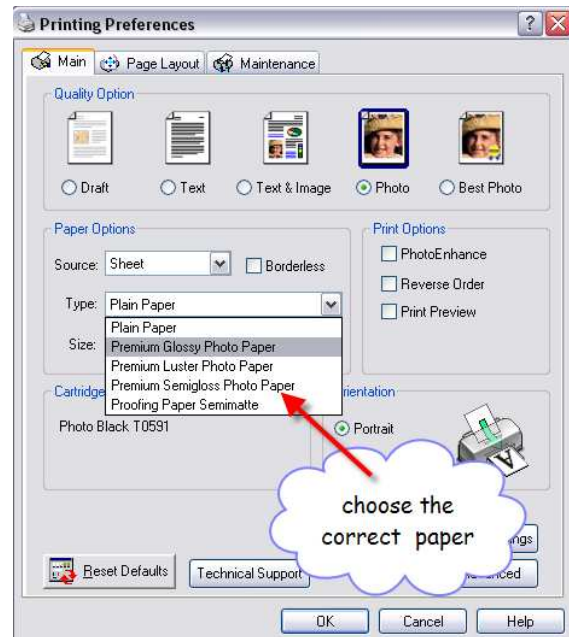 Printing Preferences
Main Page Layout Maintenance
Quality Option
Draft Text Text & Image Photo Best Photo
Paper Options
Print Options
Source: Sheet Borderless
PhotoEnhance
Reverse Order
Print Preview
Type: Plain Paper
Plain Paper
Premium Glossy Photo Paper
Premium Luster Photo Paper
Premium Semigloss Photo Paper
Proofing Paper Semimatte
Size:
Cartridge
rientation
Photo Black T0591
Portrait
choose the
correct paper
ngs
Reset Defaults Technical Support
OK Cancel Help